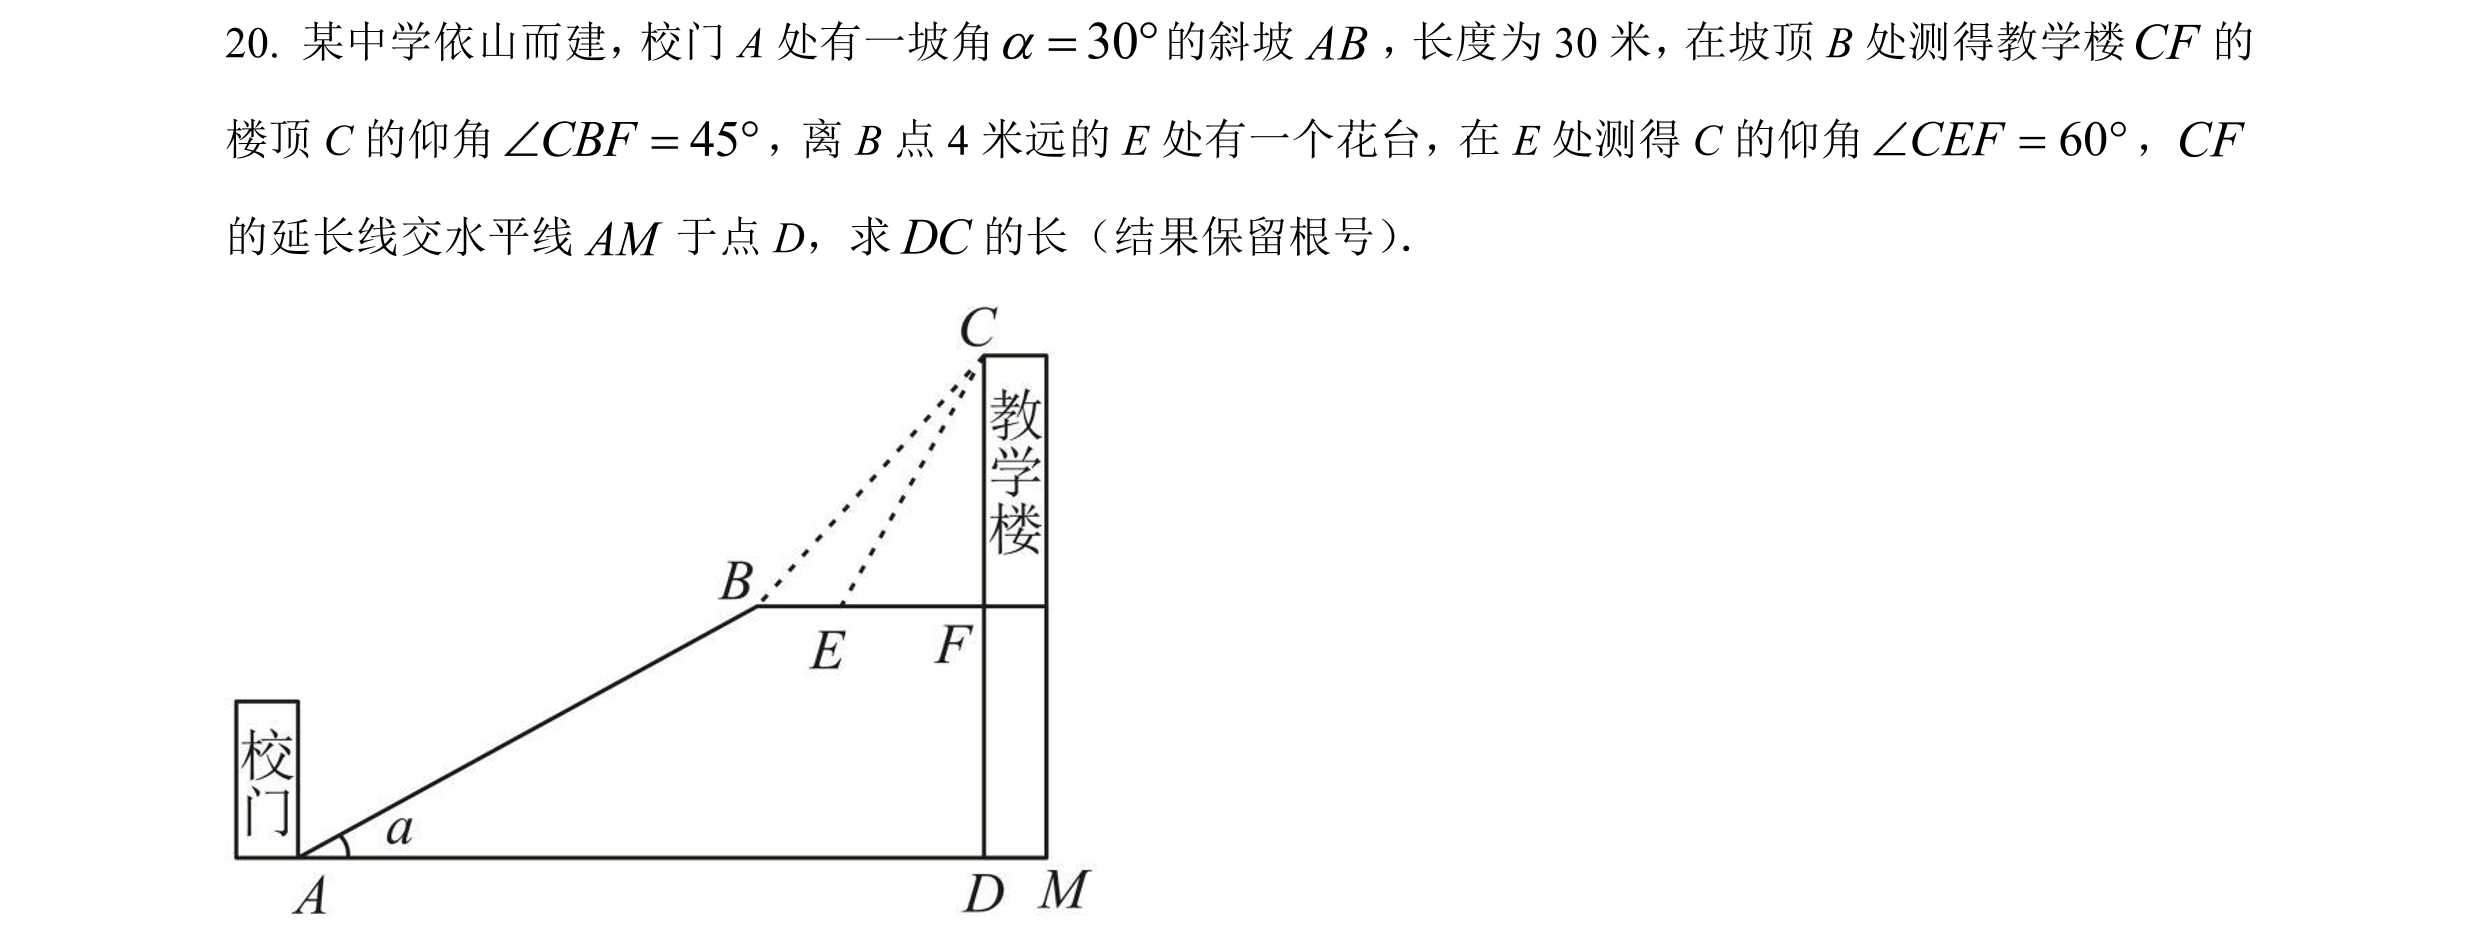 20. 某中学依山而建，校门 A 处有一坡角 α = 30° 的斜坡 AB ，长度为 30 米，在坡顶 B 处测得教学楼 CF 的
楼顶 C 的仰角 ∠CBF = 45° ，离 B 点 4 米远的 E 处有一个花台，在 E 处测得 C 的仰角 ∠CEF = 60° ， CF
的延长线交水平线 AM 于点 D，求 DC 的长（结果保留根号）.
C
教学楼
B
E
F
校门
a
A
D
M